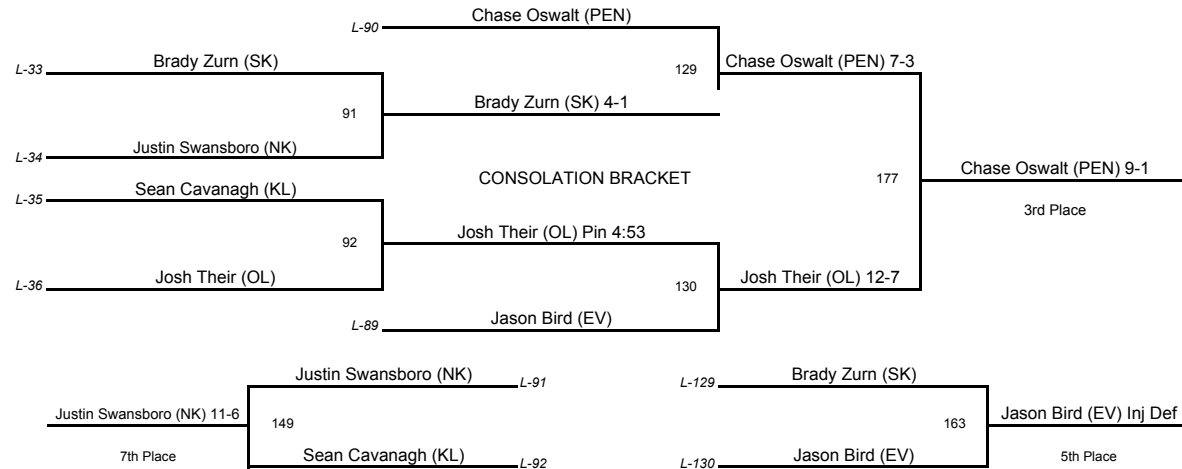 Chase Oswalt (PEN)
L-90
Brady Zurn (SK)
L-33
129
Chase Oswalt (PEN) 7-3
91
Brady Zurn (SK) 4-1
Justin Swansboro (NK)
L-34
Sean Cavanagh (KL)
L-35
CONSOLATION BRACKET
177
Chase Oswalt (PEN) 9-1
3rd Place
92
Josh Their (OL) Pin 4:53
Josh Their (OL)
L-36
130
Josh Their (OL) 12-7
Jason Bird (EV)
L-89
Justin Swansboro (NK)
L-91
L-129
Brady Zurn (SK)
Justin Swansboro (NK) 11-6
149
163
Jason Bird (EV) Inj Def
7th Place
Sean Cavanagh (KL)
L-92
L-130
Jason Bird (EV)
5th Place